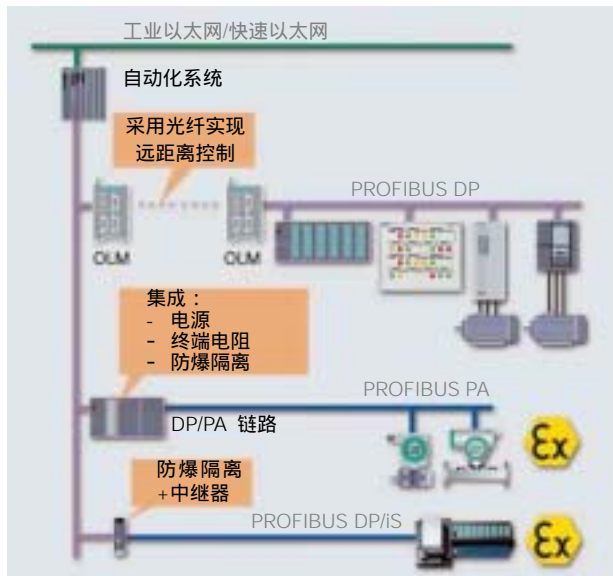 工业以太网/快速以太网
自动化系统
采用光纤实现
远距离控制
PROFIBUS DP
OLM
OLM
集成：
- 电源
- 终端电阻
- 防爆隔离
PROFIBUS PA
DP/PA 链路
Ex
防爆隔离
+中继器
PROFIBUS DP/iS
Ex